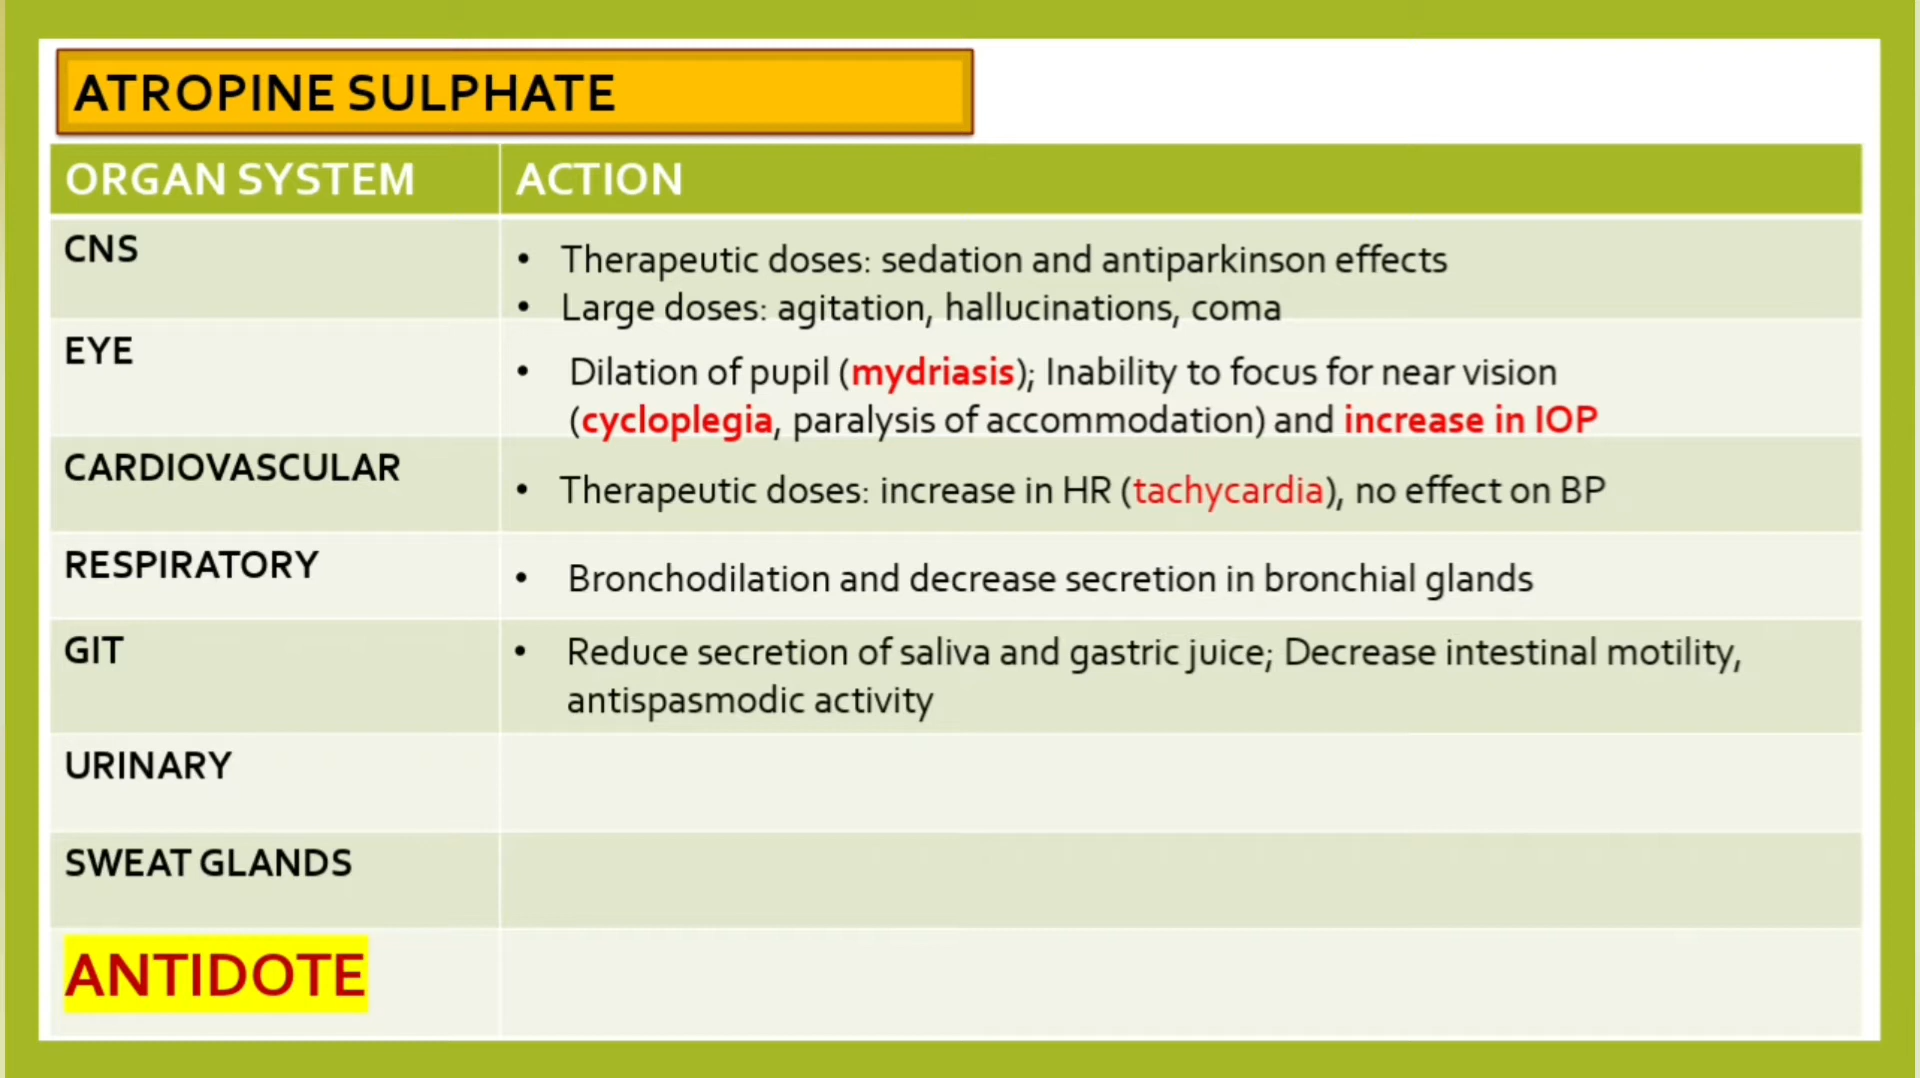 ATROPINE SULPHATE
ORGAN SYSTEM
ACTION
CNS
• Therapeutic doses: sedation and antiparkinson effects
• Large doses: agitation, hallucinations, coma
EYE
• Dilation of pupil (mydriasis); Inability to focus for near vision
(cycloplegia, paralysis of accommodation) and increase in IOP
CARDIOVASCULAR
• Therapeutic doses: increase in HR (tachycardia), no effect on BP
RESPIRATORY
• Bronchodilation and decrease secretion in bronchial glands
GIT
• Reduce secretion of saliva and gastric juice; Decrease intestinal motility,
antispasmodic activity
URINARY
SWEAT GLANDS
ANTIDOTE